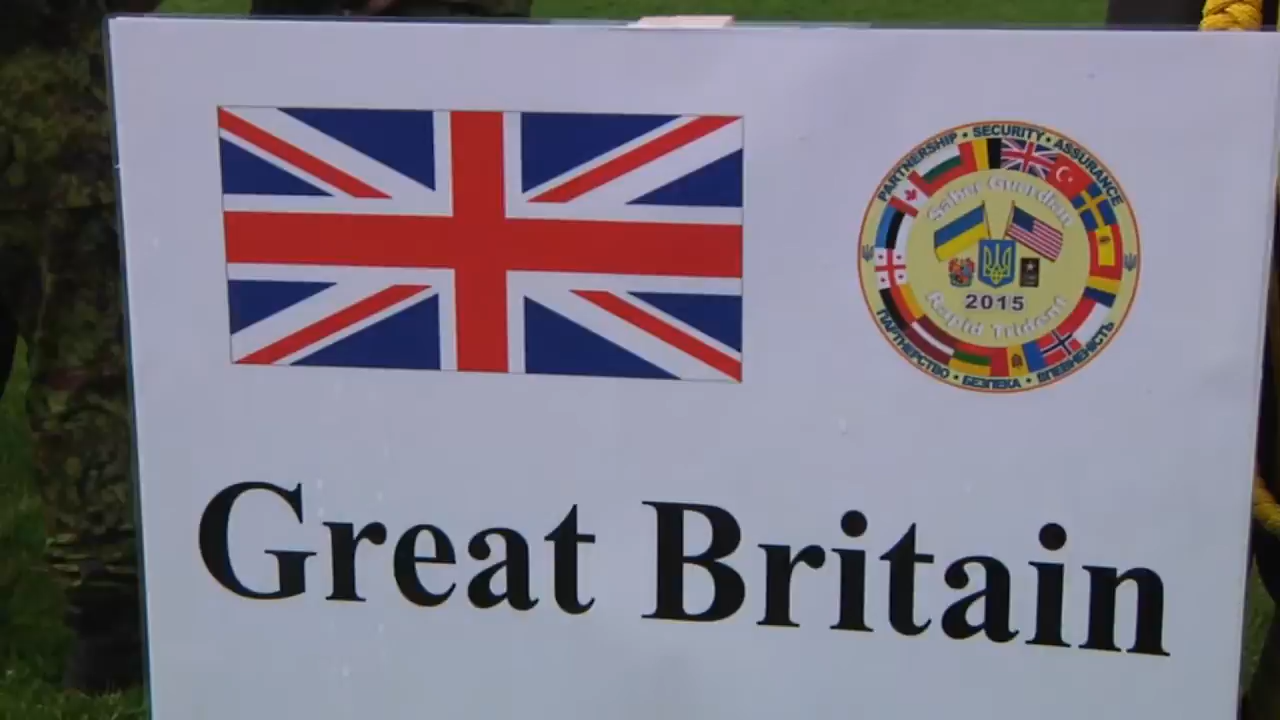 PARTNERSHIP • SECURITY • ASSURANCE
Saber Guardian
2015
Rapid Trident
ПАРТНЕРСТВО • БЕЗПЕКА • ВПЕВНЕНІСТЬ
Great Britain